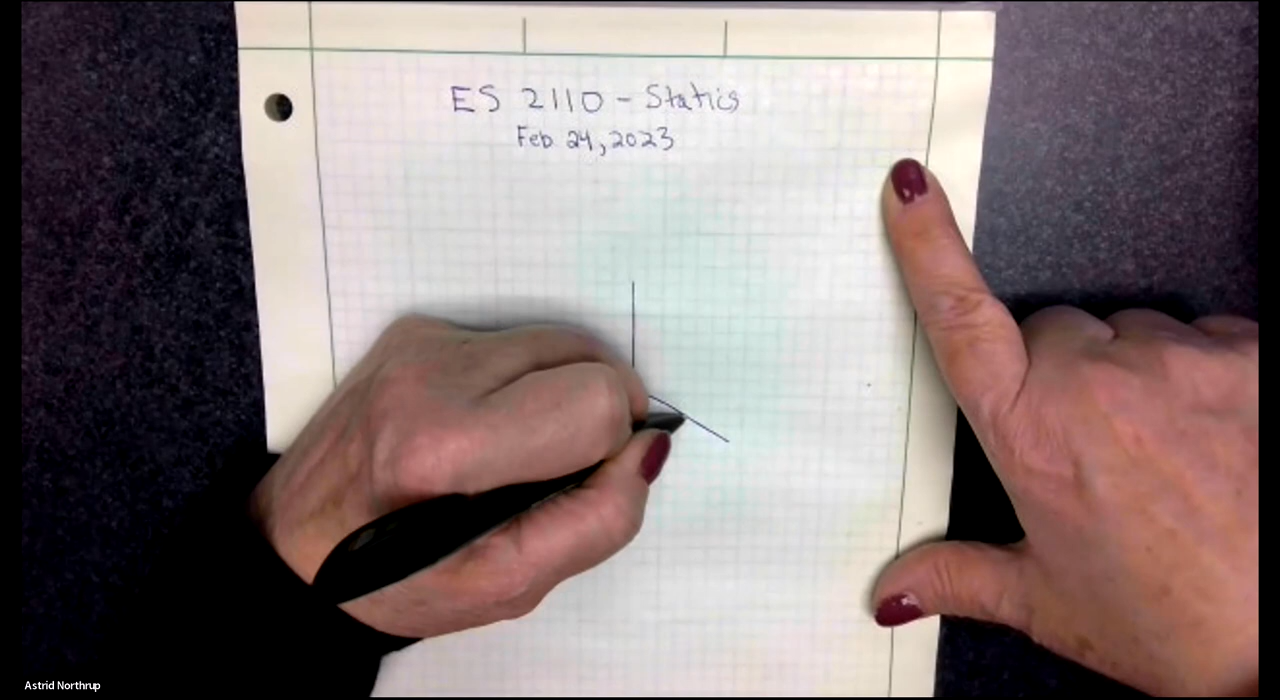 ES 2110 - Statics
Feb 24, 2023
Astrid Northrup